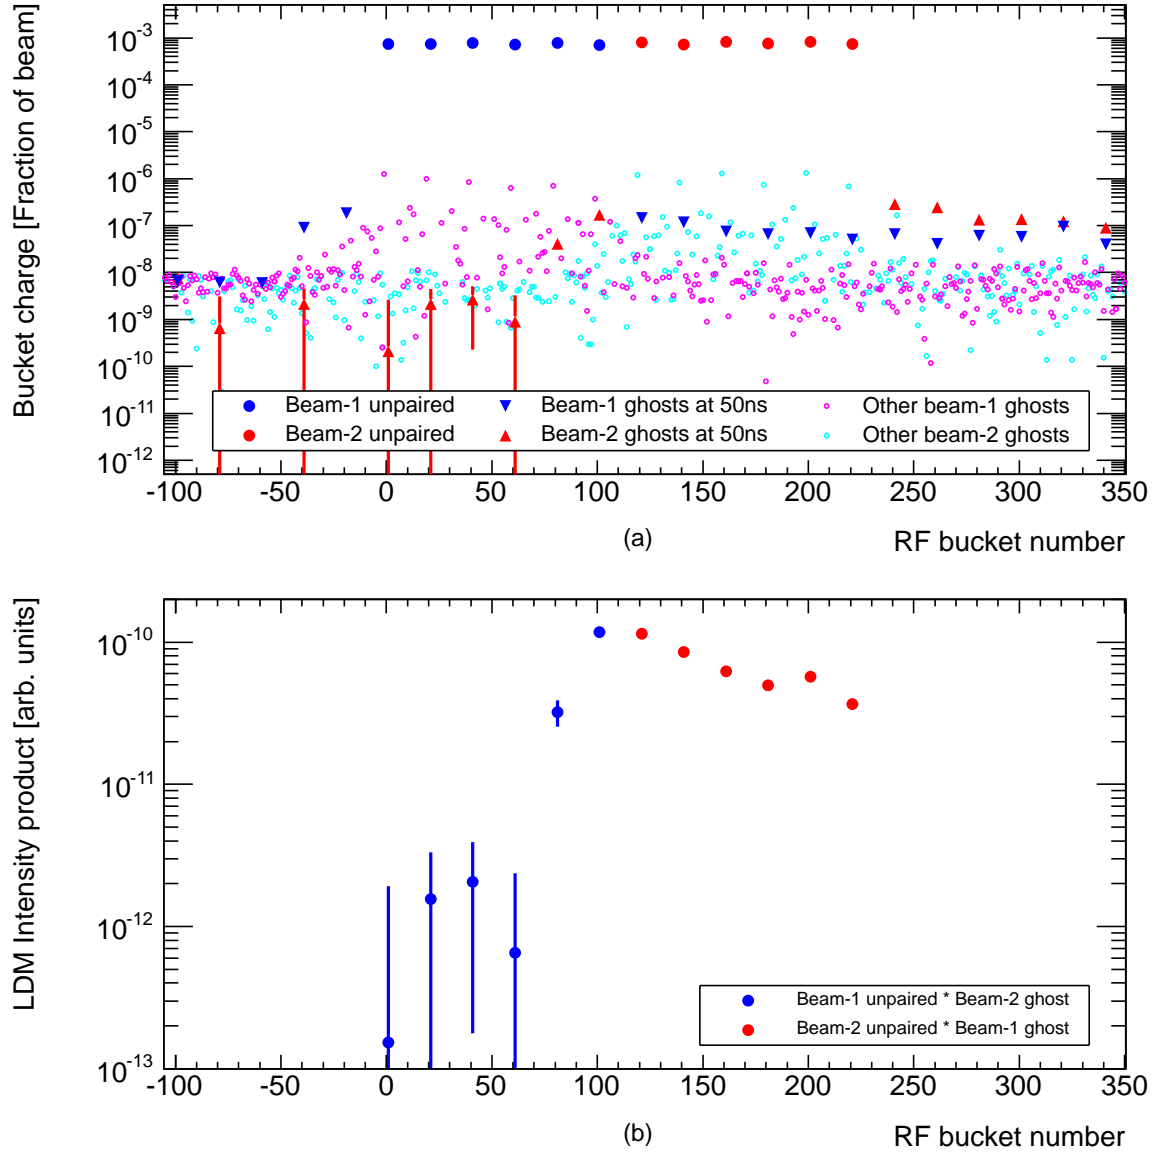 Bucket charge [Fraction of beam]
10⁻³
10⁻⁴
10⁻⁵
10⁻⁶
10⁻⁷
10⁻⁸
10⁻⁹
10⁻¹⁰
10⁻¹¹
10⁻¹²
Beam-1 unpaired Beam-1 ghosts at 50ns Other beam-1 ghosts
Beam-2 unpaired Beam-2 ghosts at 50ns Other beam-2 ghosts
-100 -50 0 50 100 150 200 250 300 350
(a) RF bucket number
LDM Intensity product [arb. units]
10⁻¹⁰
10⁻¹¹
10⁻¹²
10⁻¹³
Beam-1 unpaired * Beam-2 ghost
Beam-2 unpaired * Beam-1 ghost
-100 -50 0 50 100 150 200 250 300 350
(b) RF bucket number